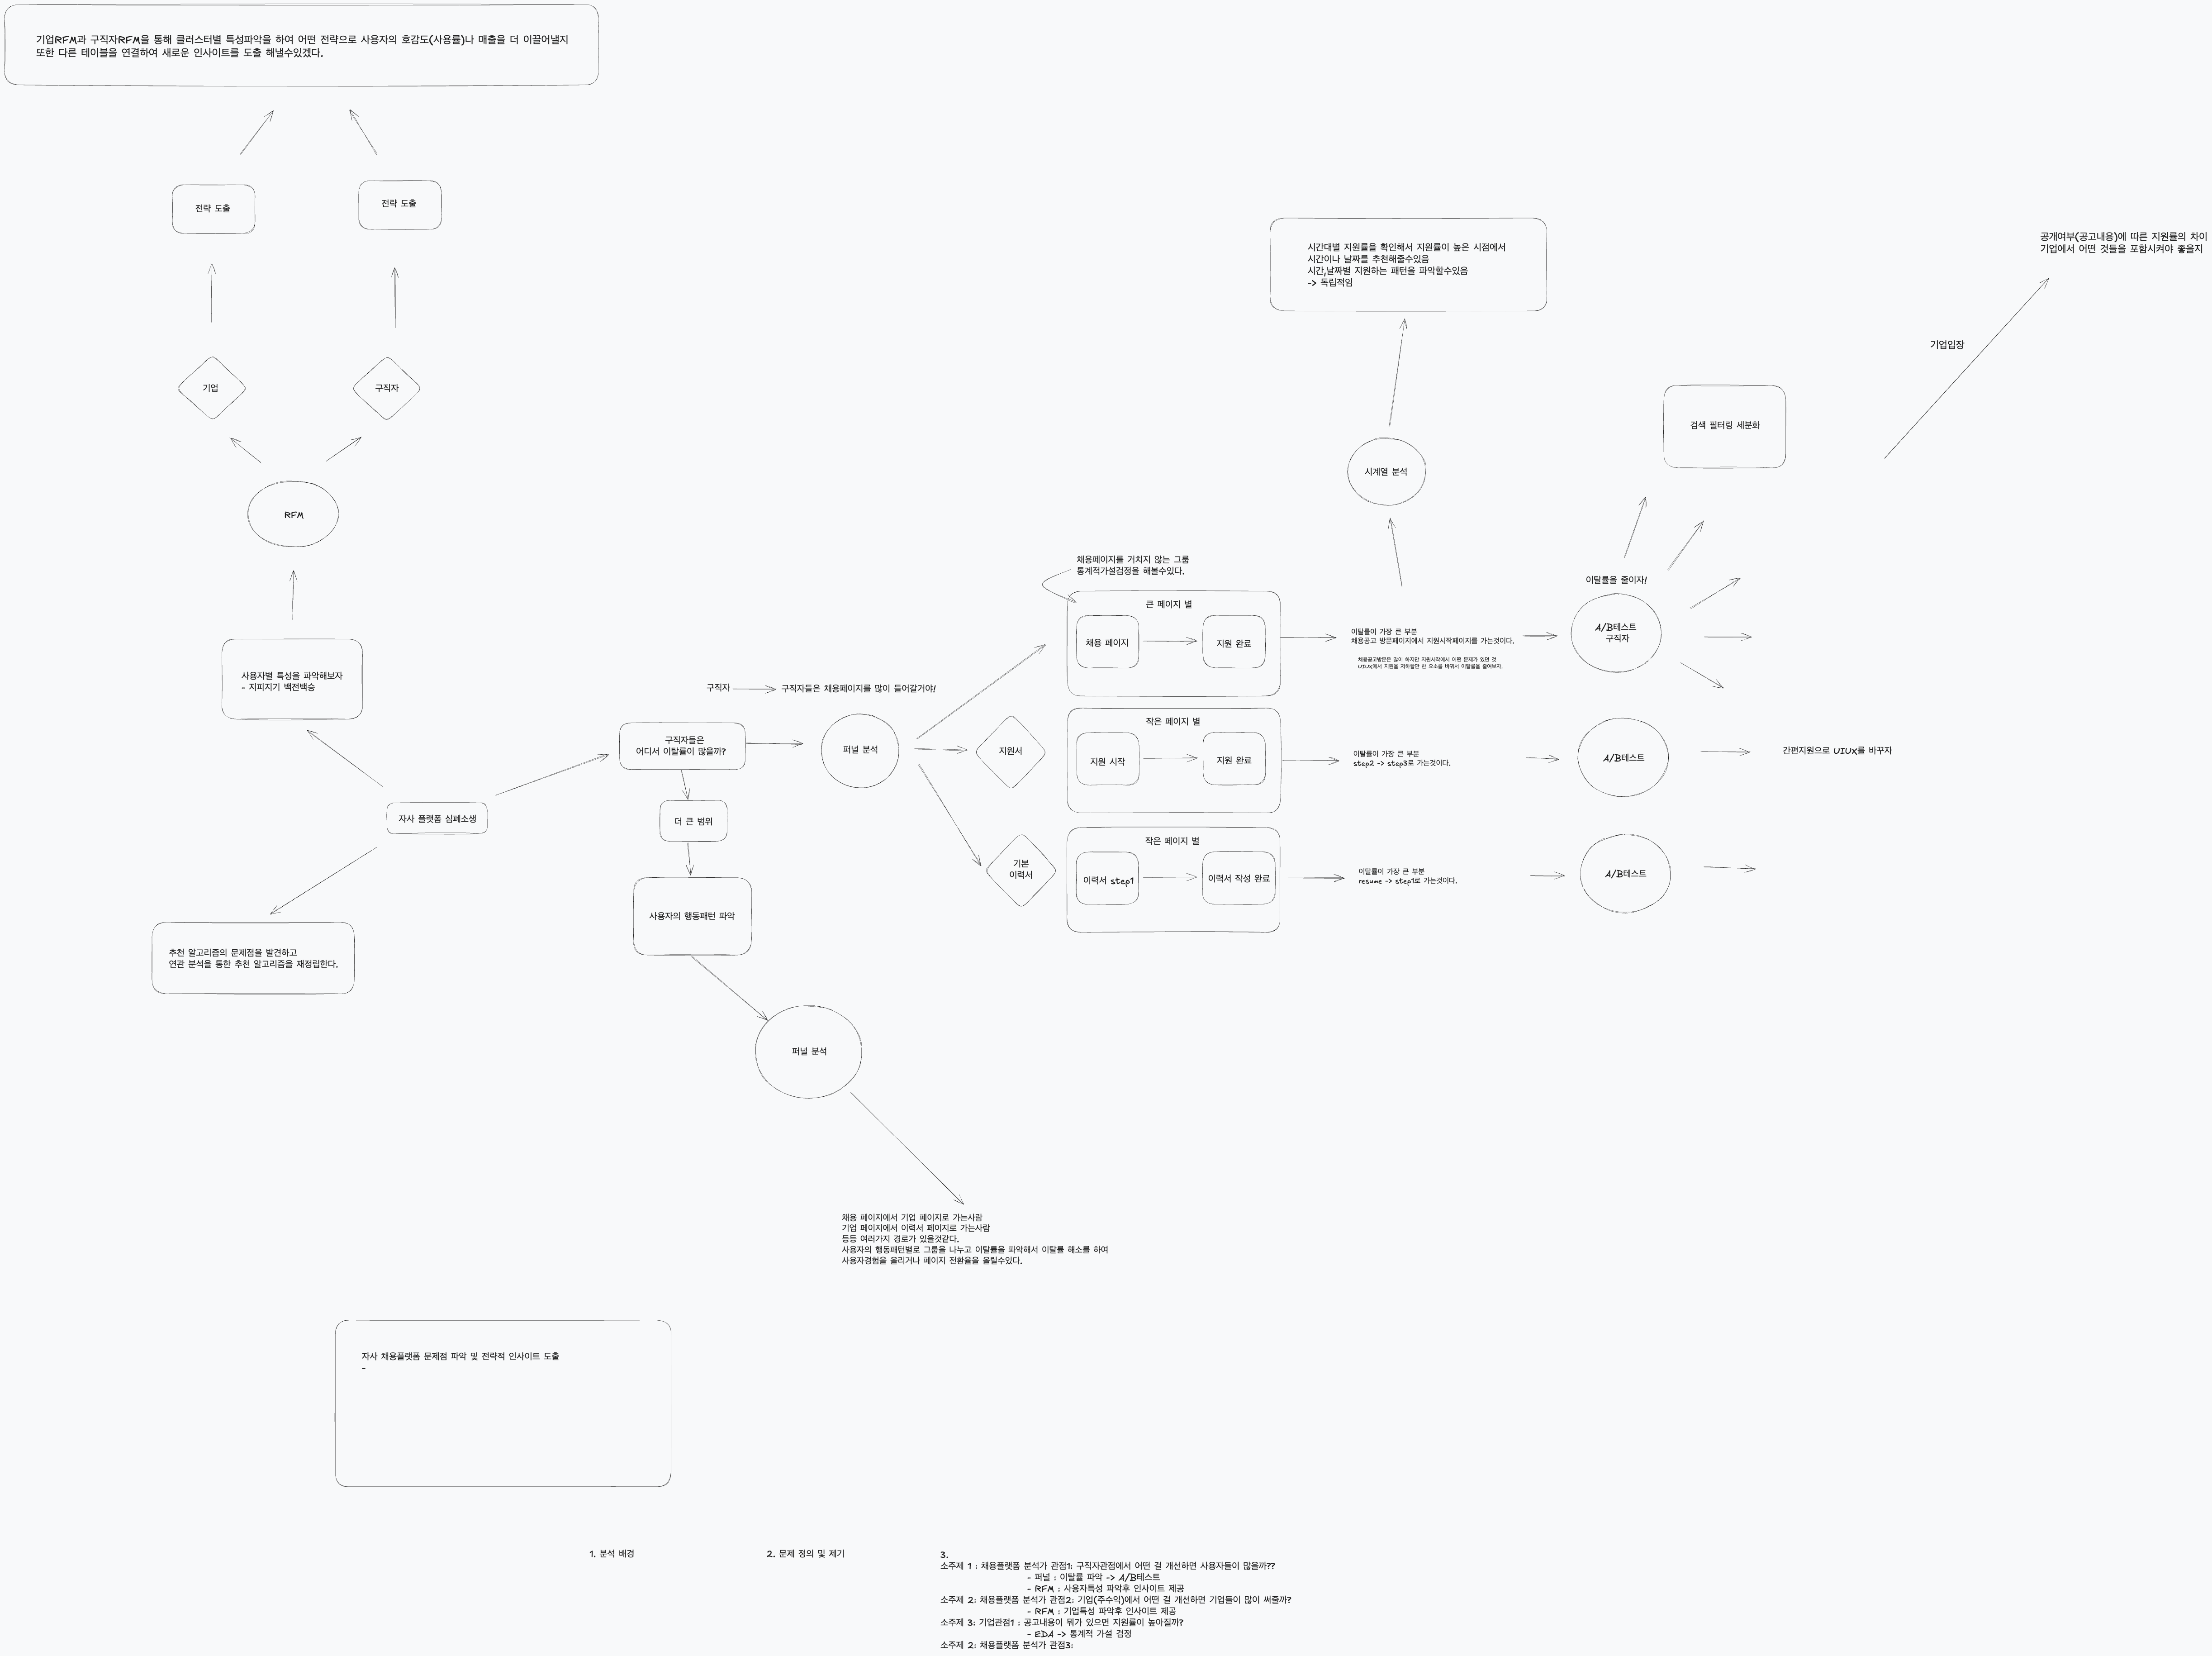 기업RFM과 구직자RFM을 통해 클러스터별 특성파악을 하여 어떤 전략으로 사용자의 호감도(사용률)나 매출을 더 이끌어낼지
또한 다른 테이블을 연결하여 새로운 인사이트를 도출 해낼수있겠다.
전략 도출
전략 도출
기업
구직자
RFM
사용자별 특성을 파악해보자
- 지피지기 백전백승
자사 플랫폼 심폐소생
추천 알고리즘의 문제점을 발견하고
연관 분석을 통한 추천 알고리즘을 재정립한다.
구직자
구직자들은 채용페이지를 많이 들어갈거야!
구직자들은
어디서 이탈률이 많을까?
더 큰 범위
사용자의 행동패턴 파악
퍼널 분석
채용 페이지에서 기업 페이지로 가는사람
기업 페이지에서 이력서 페이지로 가는사람
등등 여러가지 경로가 있을것같다.
사용자의 행동패턴별로 그룹을 나누고 이탈률을 파악해서 이탈률 해소를 하여
사용자경험을 올리거나 페이지 전환율을 올릴수있다.
퍼널 분석
채용페이지를 거치지 않는 그룹
통계적가설검정을 해볼수있다.
큰 페이지 별
채용 페이지
지원 완료
이탈률이 가장 큰 부분
채용공고 방문페이지에서 지원시작페이지를 가는것이다.
채용공고방문은 많이 하지만 지원시작에서 어떤 문제가 있던 것
UIUX에서 지원을 저하할만 한 요소를 바꿔서 이탈률을 줄여보자.
시계열 분석
시간대별 지원률을 확인해서 지원률이 높은 시점에서
시간이나 날짜를 추천해줄수있음
시간,날짜별 지원하는 패턴을 파악할수있음
-> 독립적임
이탈률을 줄이자!
A/B테스트
구직자
검색 필터링 세분화
기업입장
공개여부(공고내용)에 따른 지원률의 차이
기업에서 어떤 것들을 포함시켜야 좋을지
지원서
작은 페이지 별
지원 시작
지원 완료
이탈률이 가장 큰 부분
step2 -> step3로 가는것이다.
A/B테스트
간편지원으로 UIUX를 바꾸자
기본
이력서
작은 페이지 별
이력서 step1
이력서 작성 완료
이탈률이 가장 큰 부분
resume -> step1로 가는것이다.
A/B테스트
자사 채용플랫폼 문제점 파악 및 전략적 인사이트 도출
-
1. 분석 배경
2. 문제 정의 및 제기
3.
소주제 1 : 채용플랫폼 분석가 관점1: 구직자관점에서 어떤 걸 개선하면 사용자들이 많을까??
- 퍼널 : 이탈률 파악 -> A/B테스트
- RFM : 사용자특성 파악후 인사이트 제공
소주제 2: 채용플랫폼 분석가 관점2: 기업(주수익)에서 어떤 걸 개선하면 기업들이 많이 써줄까?
- RFM : 기업특성 파악후 인사이트 제공
소주제 3: 기업관점1 : 공고내용이 뭐가 있으면 지원률이 높아질까?
- EDA -> 통계적 가설 검정
소주제 2: 채용플랫폼 분석가 관점3: